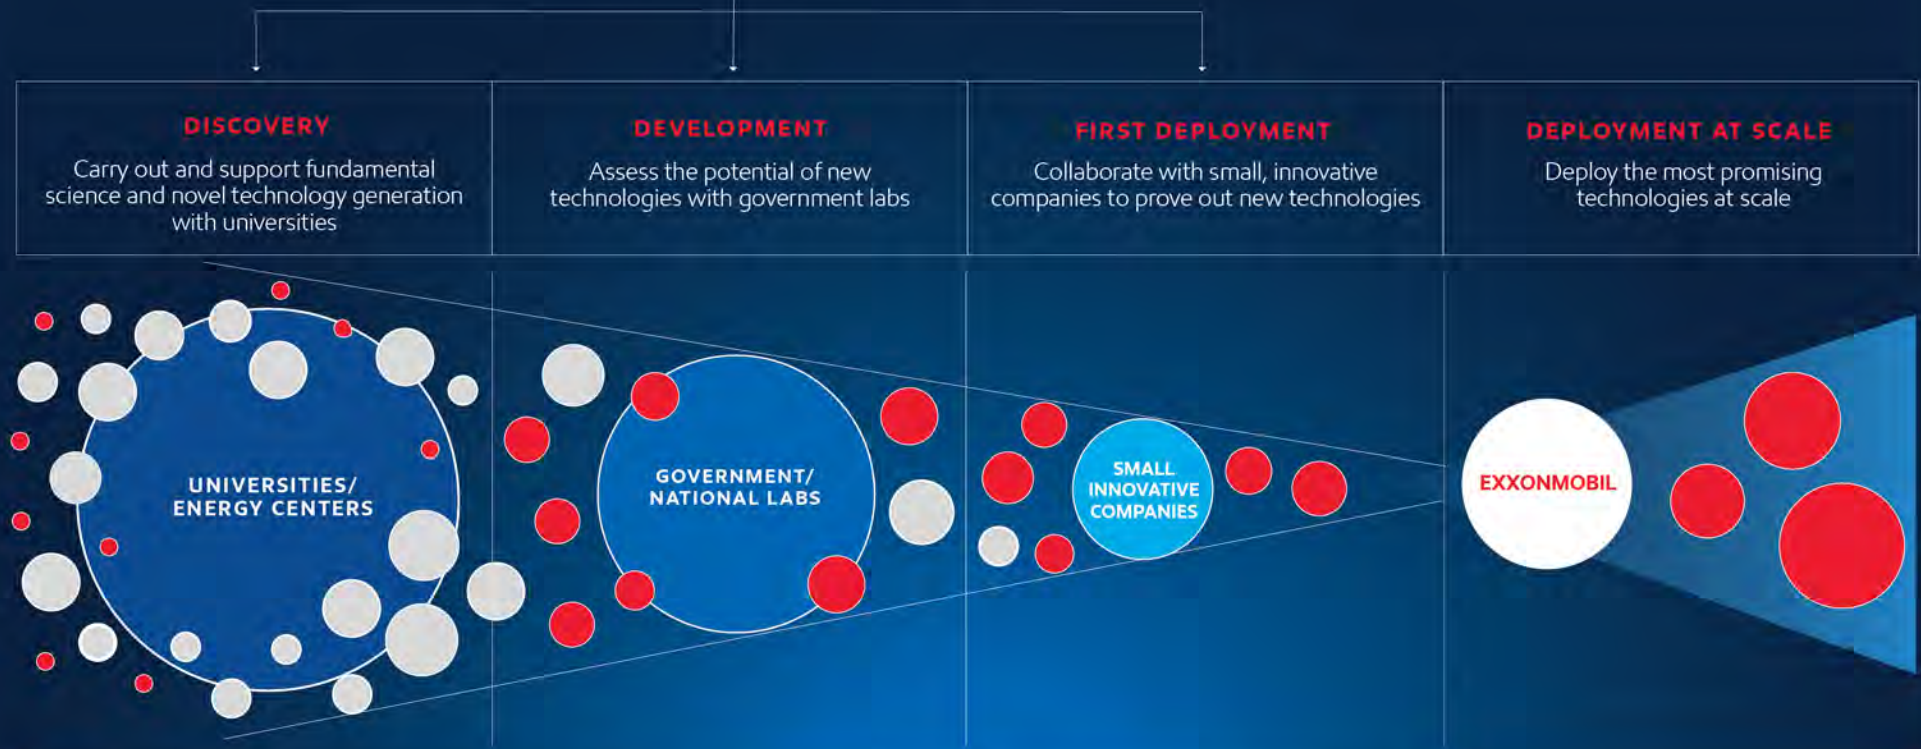 DISCOVERY
Carry out and support fundamental
science and novel technology generation
with universities
DEVELOPMENT
Assess the potential of new
technologies with government labs
FIRST DEPLOYMENT
Collaborate with small, innovative
companies to prove out new technologies
DEPLOYMENT AT SCALE
Deploy the most promising
technologies at scale
UNIVERSITIES/
ENERGY CENTERS
GOVERNMENT/
NATIONAL LABS
SMALL
INNOVATIVE
COMPANIES
EXXONMOBIL